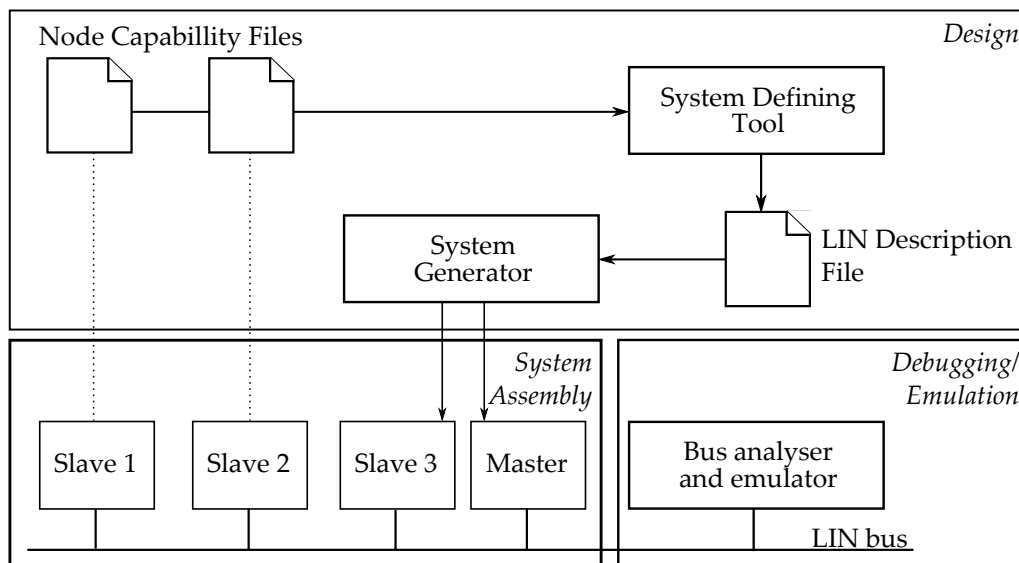 Node Capabillity Files
Design
System Defining
Tool
System
Generator
LIN Description
File
System
Assembly
Debugging/
Emulation
Slave 1
Slave 2
Slave 3
Master
Bus analyser
and emulator
LIN bus